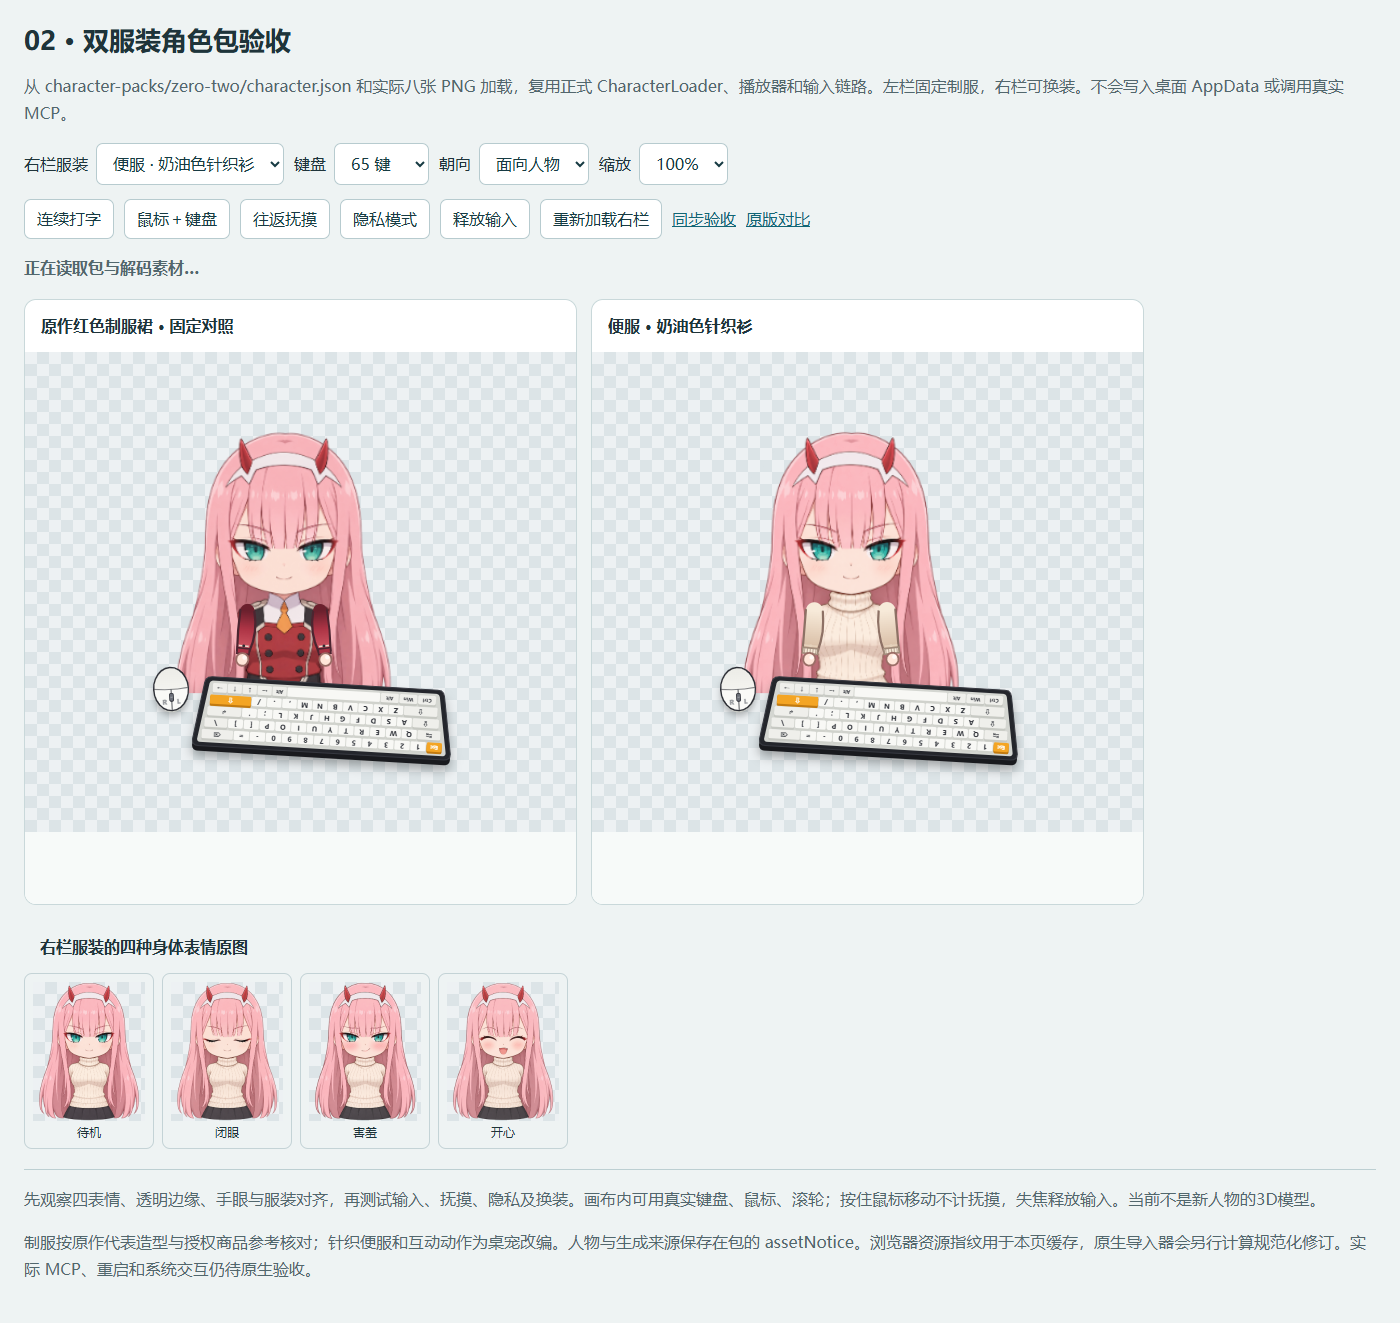 02 · 双服装角色包验收
从 character-packs/zero-two/character.json 和实际八张 PNG 加载，复用正式 CharacterLoader、播放器和输入链路。左栏固定制服，右栏可换装。不会写入桌面 AppData 或调用真实
MCP。
右栏服装 便服 · 奶油色针织衫 键盘 65 键 朝向 面向人物 缩放 100%
连续打字 鼠标 + 键盘 往返抚摸 隐私模式 释放输入 重新加载右栏 同步验收 原版对比
正在读取包与解码素材...
原作红色制服裙 · 固定对照
便服 · 奶油色针织衫
右栏服装的四种身体表情原图
待机 闭眼 害羞 开心
先观察四表情、透明边缘、手眼与服装对齐，再测试输入、抚摸、隐私及换装。画布内可用真实键盘、鼠标、滚轮；按住鼠标移动不计抚摸，失焦释放输入。当前不是新人物的3D模型。
制服按原作代表造型与授权商品参考核对；针织便服和互动动作为桌宠改编。人物与生成来源保存在包的 assetNotice。浏览器资源指纹用于本页缓存，原生导入器会另行计算规范化修订。实
际 MCP、重启和系统交互仍待原生验收。